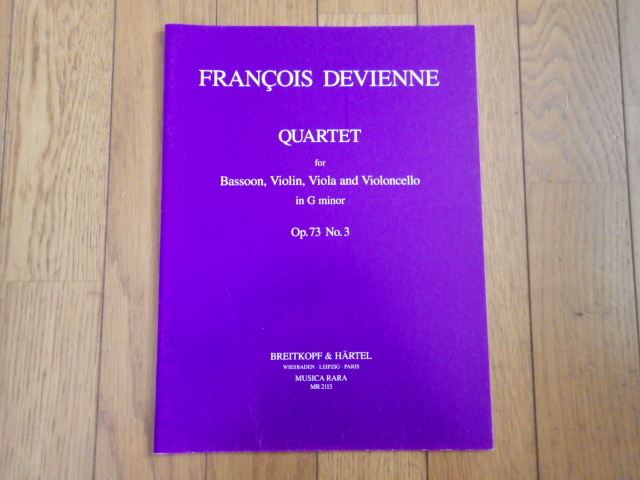 FRANÇOIS DEVIENNE
QUARTET
for
Bassoon, Violin, Viola and Violoncello
in G minor
Op. 73 No. 3
BREITKOPF & HÄRTEL
WIESBADEN · LEIPZIG · PARIS
MUSICA RARA
MR 2113